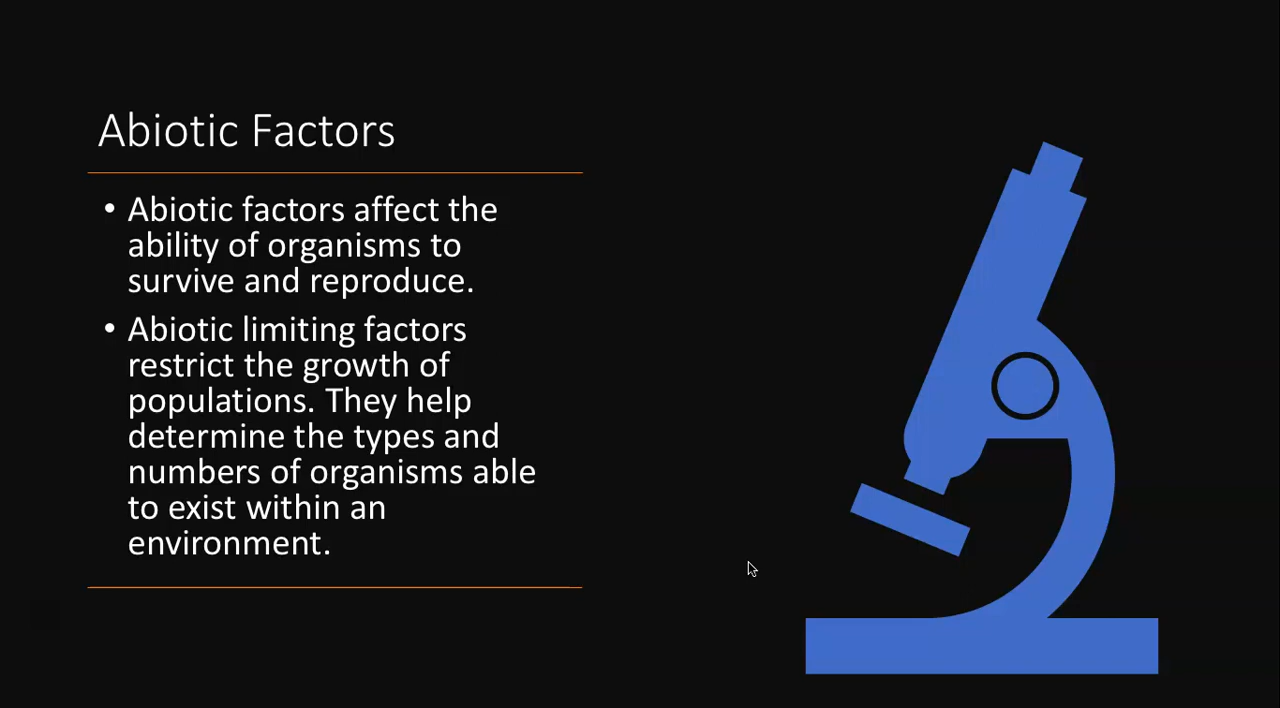 Abiotic Factors
• Abiotic factors affect the
ability of organisms to
survive and reproduce.
• Abiotic limiting factors
restrict the growth of
populations. They help
determine the types and
numbers of organisms able
to exist within an
environment.